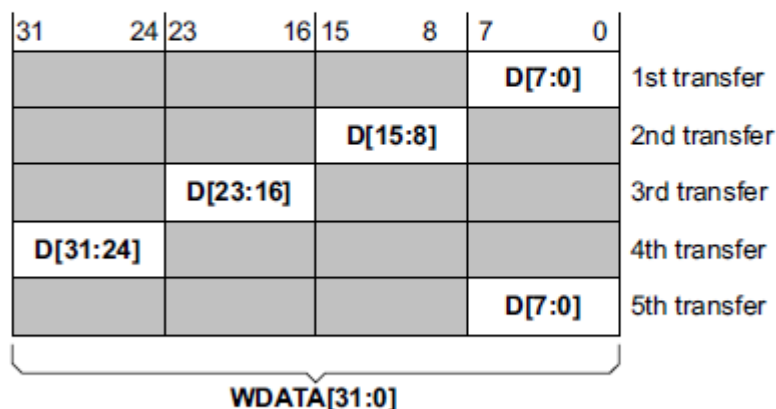 31 24 23 16 15 8 7 0
D[7:0] 1st transfer
D[15:8] 2nd transfer
D[23:16] 3rd transfer
D[31:24] 4th transfer
D[7:0] 5th transfer
WDATA[31:0]